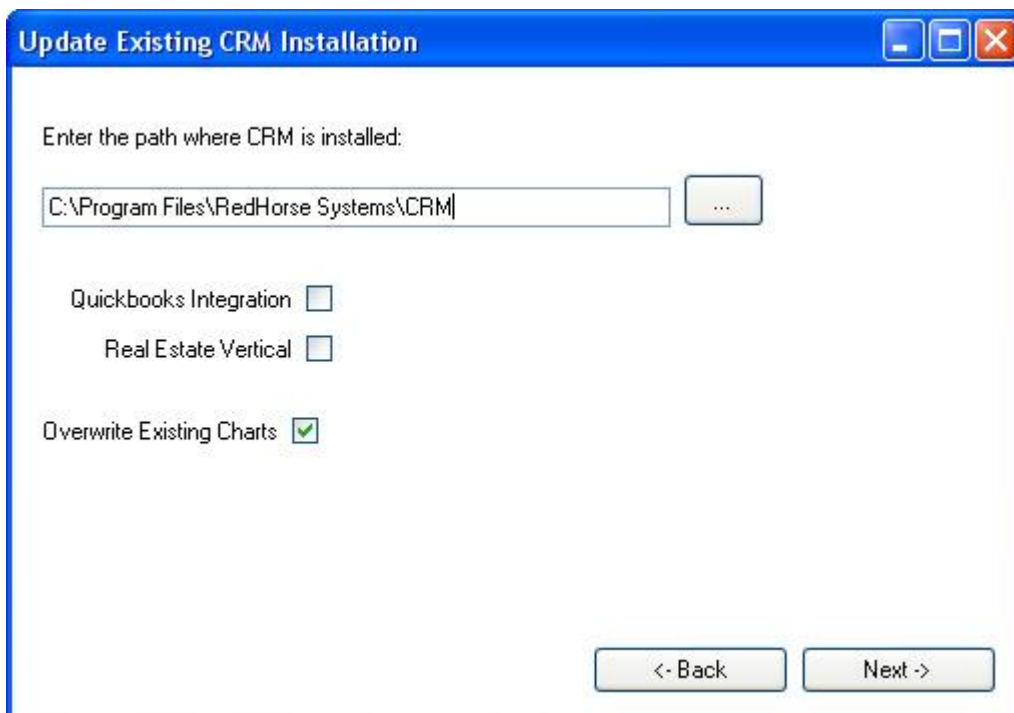 Update Existing CRM Installation
Enter the path where CRM is installed:
C:\Program Files\RedHorse Systems\CRM
...
Quickbooks Integration
Real Estate Vertical
Overwrite Existing Charts
<- Back
Next ->